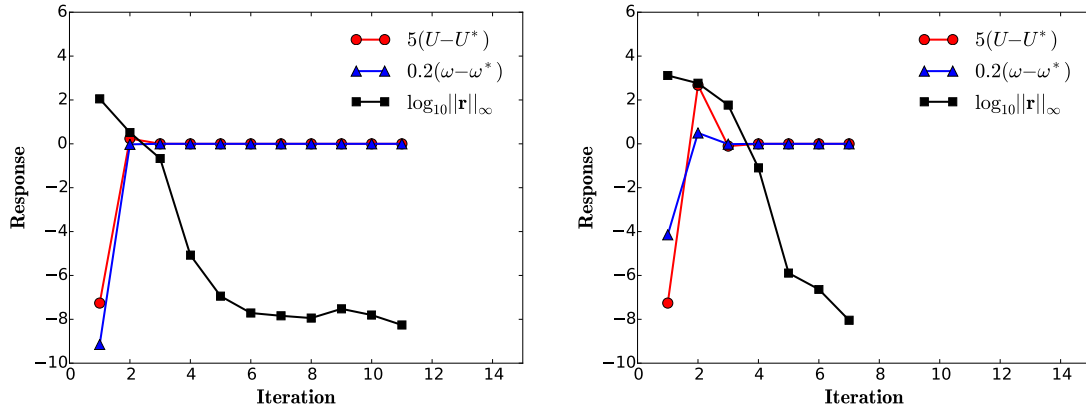 6
4
2
0
−2
−4
−6
−8
−10
0 2 4 6 8 10 12 14
Response
Iteration
5(U−U*)
0.2(ω−ω*)
log₁₀||r||∞
6
4
2
0
−2
−4
−6
−8
−10
0 2 4 6 8 10 12 14
Response
Iteration
5(U−U*)
0.2(ω−ω*)
log₁₀||r||∞